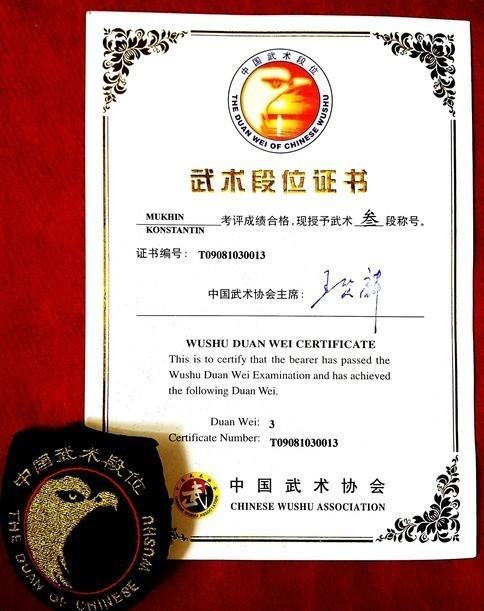 中国武术段位
THE DUAN WEI OF CHINESE WUSHU
武术段位证书
MUKHIN
KONSTANTIN
考评成绩合格,现授予武术 叁 段称号。
证书编号: T09081030013
中国武术协会主席:
WUSHU DUAN WEI CERTIFICATE
This is to certify that the bearer has passed the
Wushu Duan Wei Examination and has achieved
the following Duan Wei.
Duan Wei: 3
Certificate Number: T09081030013
武
中国武术协会
CHINESE WUSHU ASSOCIATION
中国武术段位
THE DUAN OF CHINESE WUSHU